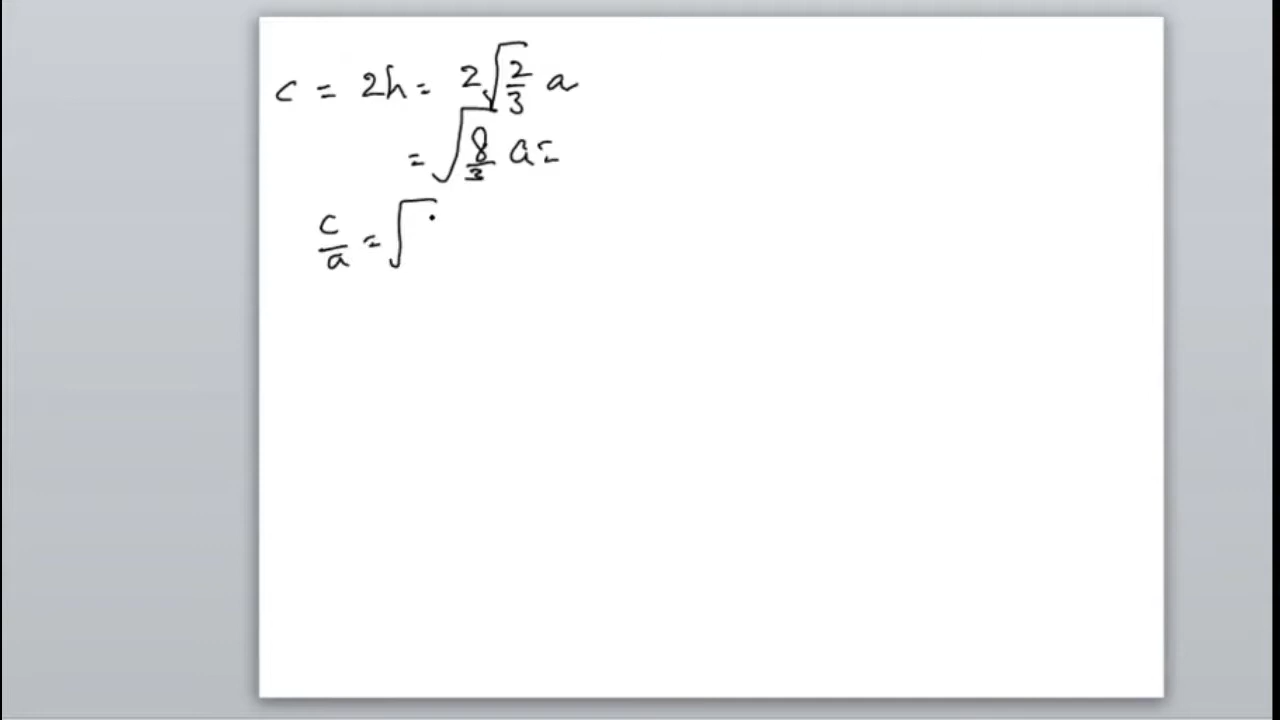 c = 2h = 2√(2/3) a
= √(8/3) a =
c/a = √